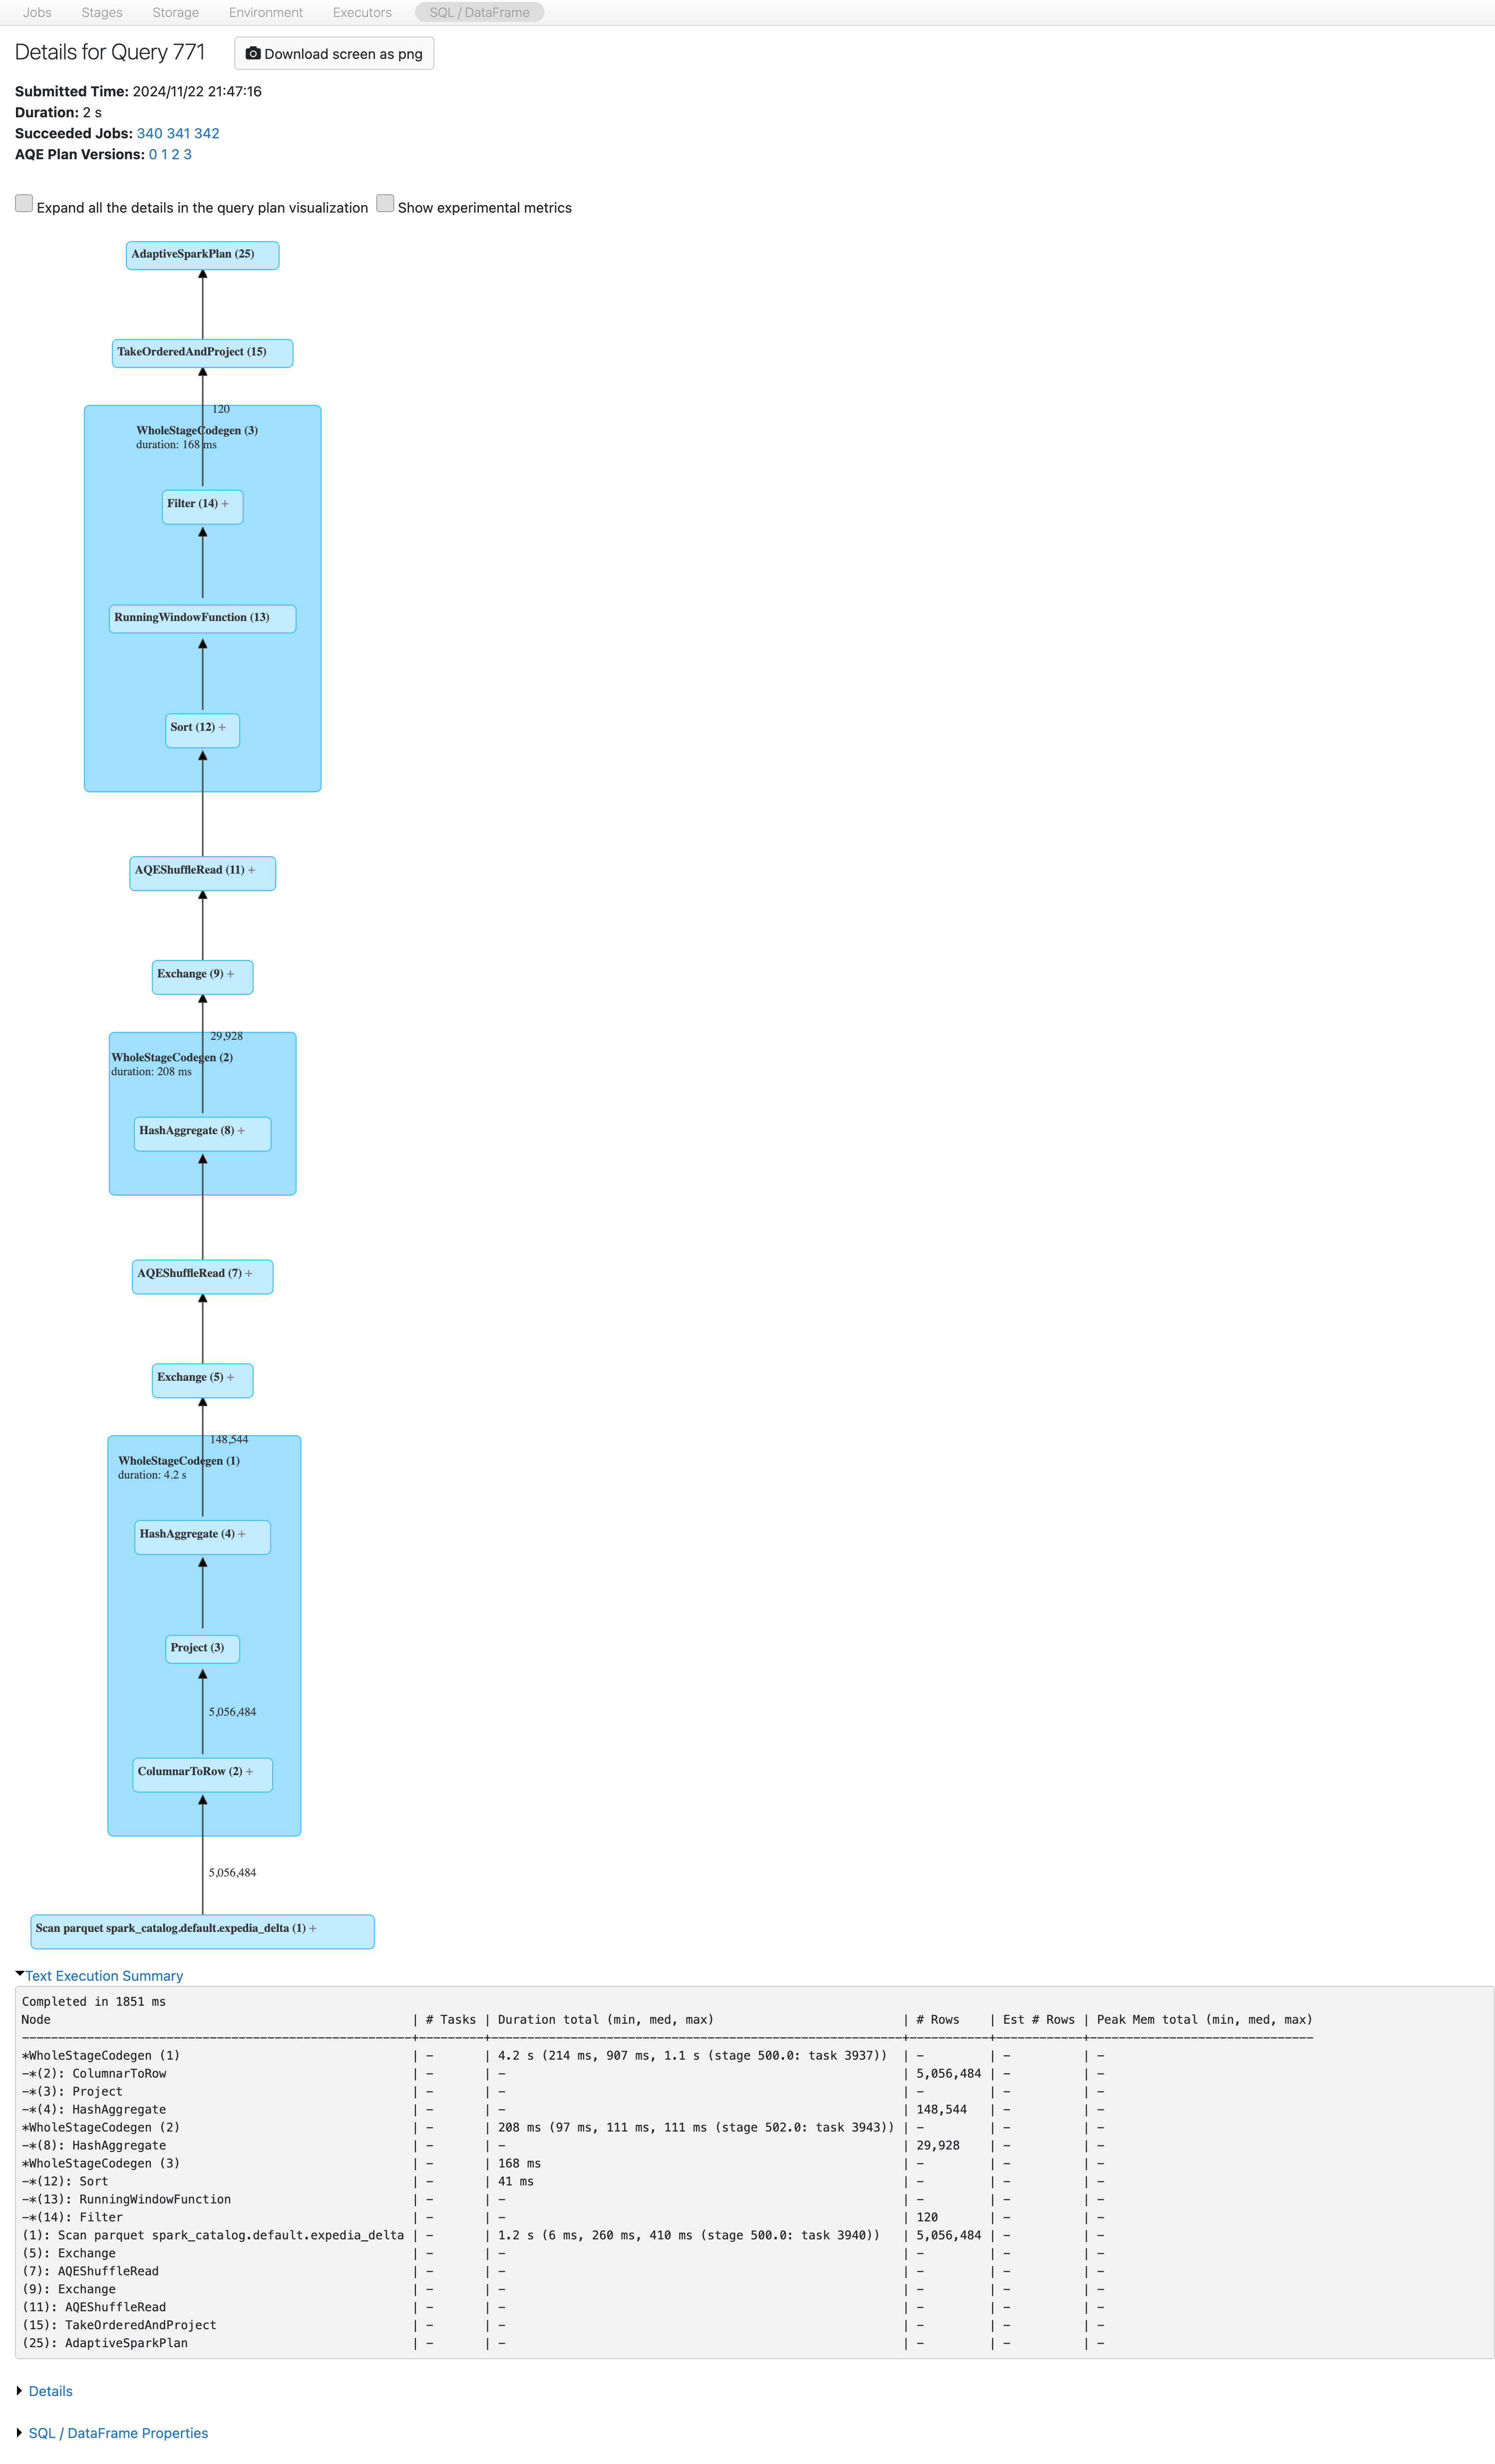 Jobs Stages Storage Environment Executors SQL / DataFrame
Details for Query 771 Download screen as png
Submitted Time: 2024/11/22 21:47:16
Duration: 2 s
Succeeded Jobs: 340 341 342
AQE Plan Versions: 0 1 2 3
Expand all the details in the query plan visualization Show experimental metrics
AdaptiveSparkPlan (25)
TakeOrderedAndProject (15)
120
WholeStageCodegen (3)
duration: 168 ms
Filter (14) +
RunningWindowFunction (13)
Sort (12) +
AQEShuffleRead (11) +
Exchange (9) +
29,928
WholeStageCodegen (2)
duration: 208 ms
HashAggregate (8) +
AQEShuffleRead (7) +
Exchange (5) +
148,544
WholeStageCodegen (1)
duration: 4.2 s
HashAggregate (4) +
Project (3)
5,056,484
ColumnarToRow (2) +
5,056,484
Scan parquet spark_catalog.default.expedia_delta (1) +
Text Execution Summary
Completed in 1851 ms
Node | # Tasks | Duration total (min, med, max) | # Rows | Est # Rows | Peak Mem total (min, med, max)
*WholeStageCodegen (1) | - | 4.2 s (214 ms, 907 ms, 1.1 s (stage 500.0: task 3937)) | - | - | -
-*(2): ColumnarToRow | - | - | 5,056,484 | - | -
-*(3): Project | - | - | - | - | -
-*(4): HashAggregate | - | - | 148,544 | - | -
*WholeStageCodegen (2) | - | 208 ms (97 ms, 111 ms, 111 ms (stage 502.0: task 3943)) | - | - | -
-*(8): HashAggregate | - | - | 29,928 | - | -
*WholeStageCodegen (3) | - | 168 ms | - | - | -
-*(12): Sort | - | 41 ms | - | - | -
-*(13): RunningWindowFunction | - | - | - | - | -
-*(14): Filter | - | - | 120 | - | -
(1): Scan parquet spark_catalog.default.expedia_delta | - | 1.2 s (6 ms, 260 ms, 410 ms (stage 500.0: task 3940)) | 5,056,484 | - | -
(5): Exchange | - | - | - | - | -
(7): AQEShuffleRead | - | - | - | - | -
(9): Exchange | - | - | - | - | -
(11): AQEShuffleRead | - | - | - | - | -
(15): TakeOrderedAndProject | - | - | - | - | -
(25): AdaptiveSparkPlan | - | - | - | - | -
Details
SQL / DataFrame Properties